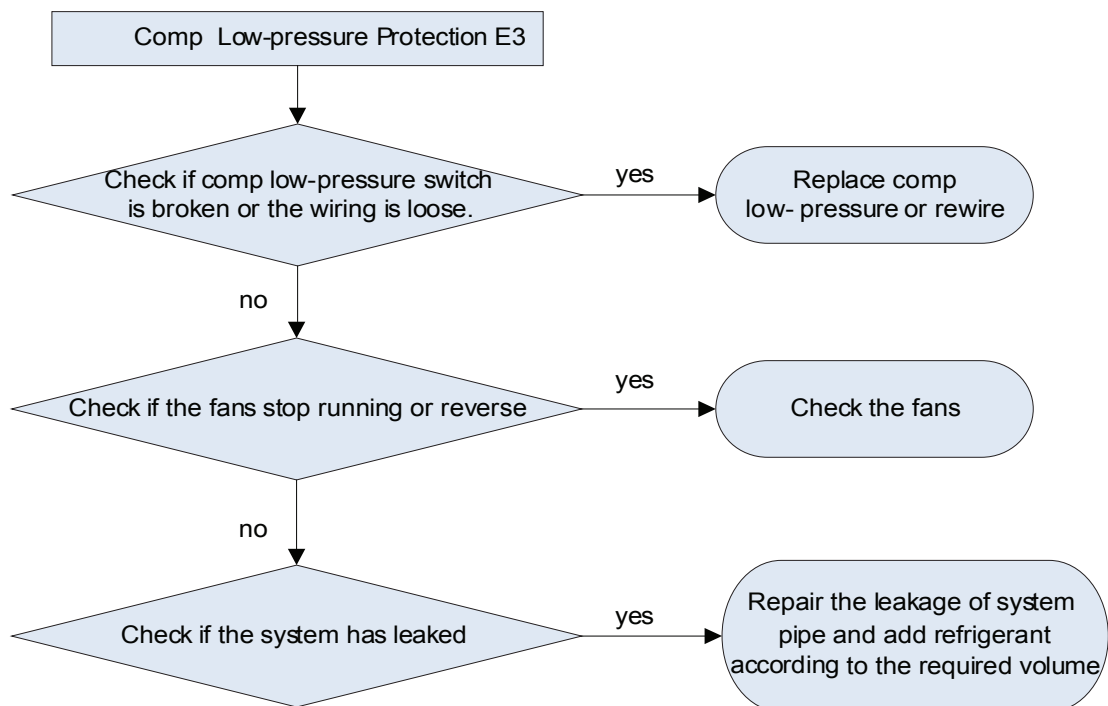 Comp Low-pressure Protection E3
Check if comp low-pressure switch
is broken or the wiring is loose.
yes
Replace comp
low- pressure or rewire
no
Check if the fans stop running or reverse
yes
Check the fans
no
Check if the system has leaked
yes
Repair the leakage of system
pipe and add refrigerant
according to the required volume